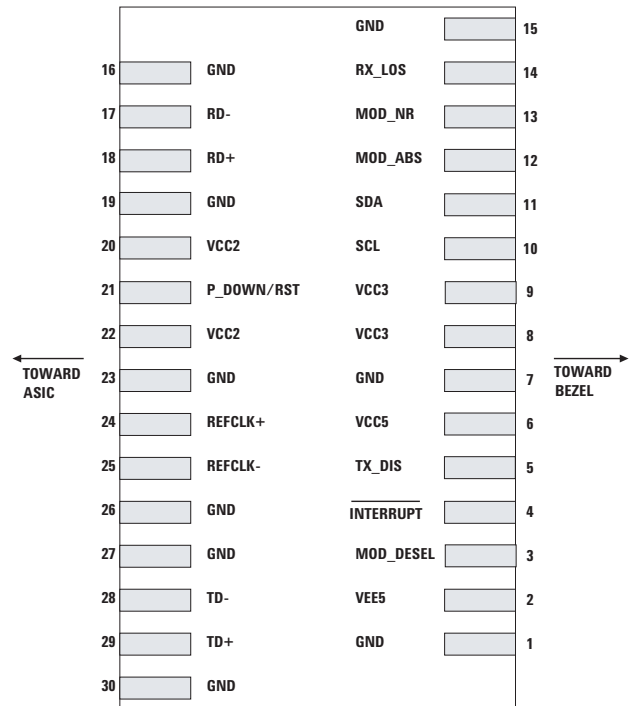 GND 15
16 GND RX_LOS 14
17 RD- MOD_NR 13
18 RD+ MOD_ABS 12
19 GND SDA 11
20 VCC2 SCL 10
21 P_DOWN/RST VCC3 9
22 VCC2 VCC3 8
TOWARD ASIC
23 GND GND 7
TOWARD BEZEL
24 REFCLK+ VCC5 6
25 REFCLK- TX_DIS 5
26 GND INTERRUPT 4
27 GND MOD_DESEL 3
28 TD- VEE5 2
29 TD+ GND 1
30 GND